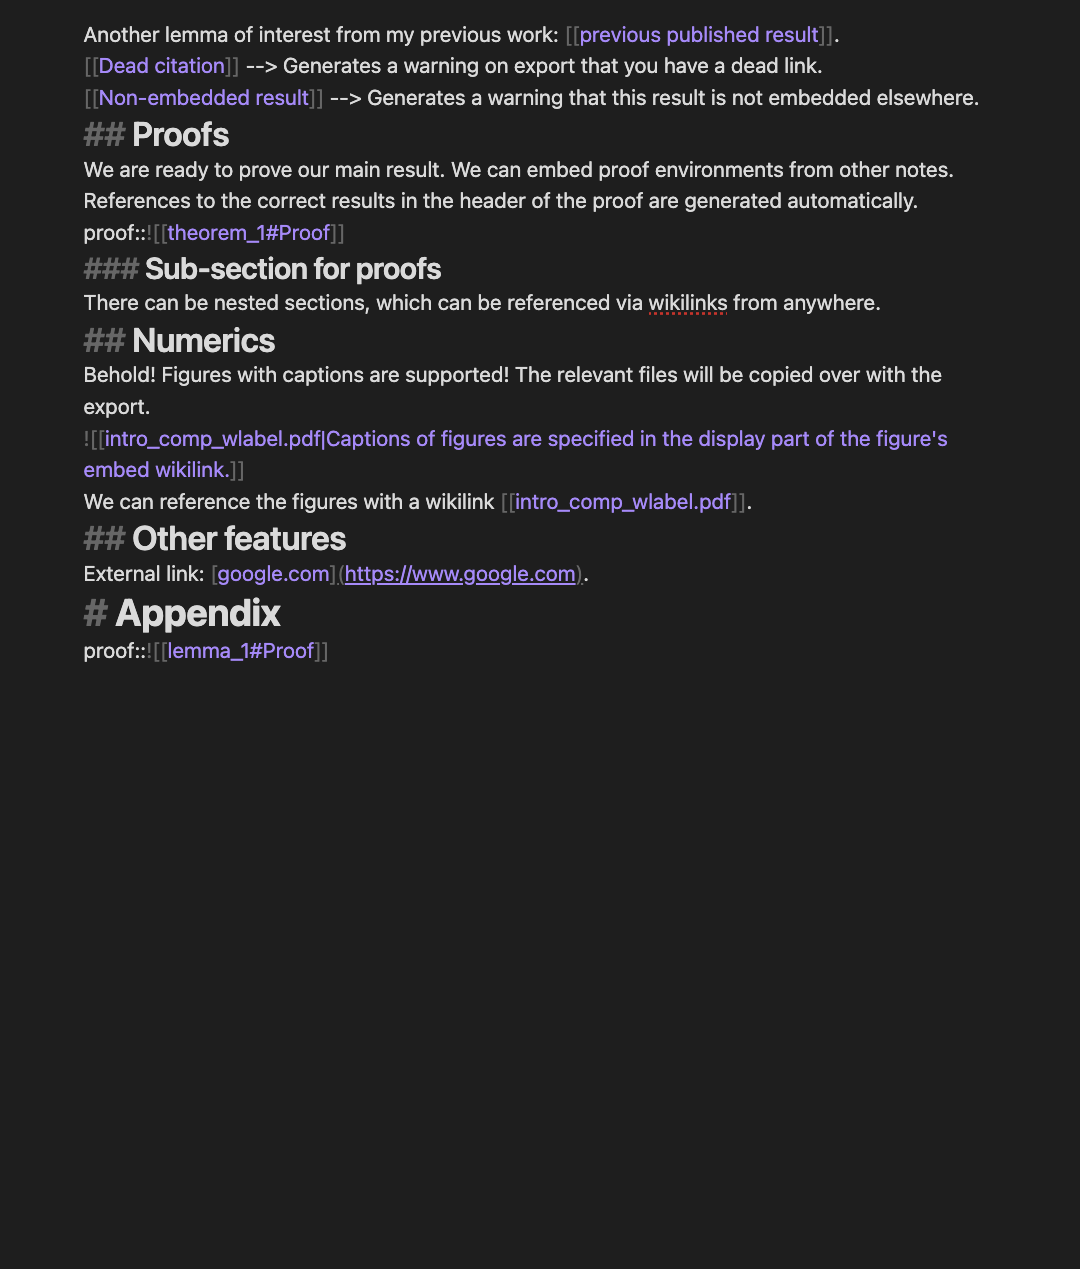 Another lemma of interest from my previous work: [[previous published result]].
[[Dead citation]] --> Generates a warning on export that you have a dead link.
[[Non-embedded result]] --> Generates a warning that this result is not embedded elsewhere.
## Proofs
We are ready to prove our main result. We can embed proof environments from other notes.
References to the correct results in the header of the proof are generated automatically.
proof::![[theorem_1#Proof]]
### Sub-section for proofs
There can be nested sections, which can be referenced via wikilinks from anywhere.
## Numerics
Behold! Figures with captions are supported! The relevant files will be copied over with the
export.
![[intro_comp_wlabel.pdf|Captions of figures are specified in the display part of the figure's
embed wikilink.]]
We can reference the figures with a wikilink [[intro_comp_wlabel.pdf]].
## Other features
External link: [google.com](https://www.google.com).
# Appendix
proof::![[lemma_1#Proof]]